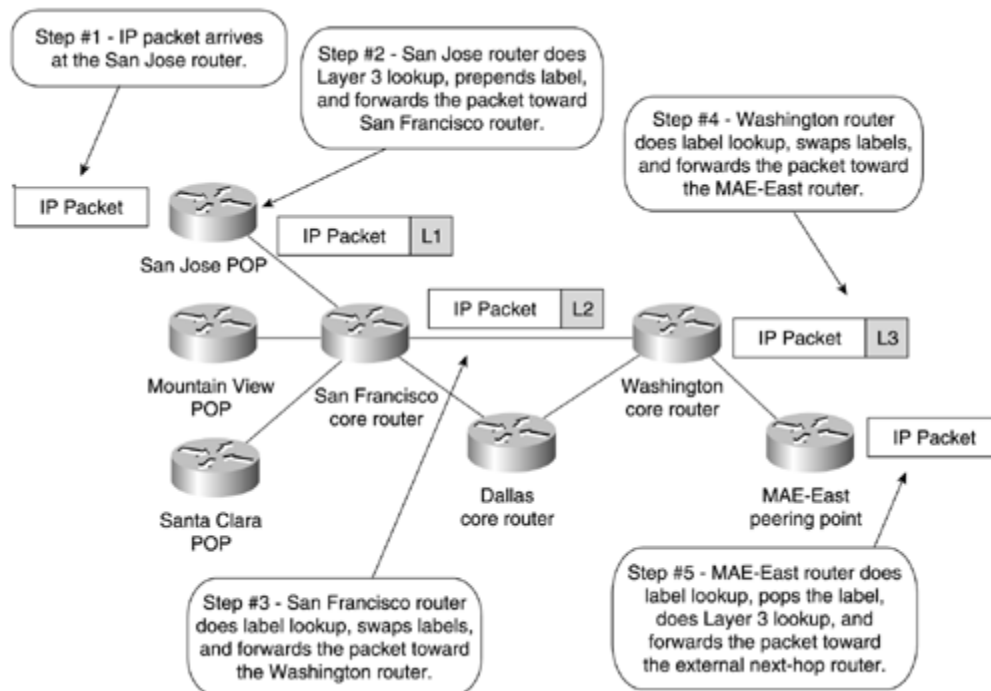 Step #1 - IP packet arrives
at the San Jose router.
Step #2 - San Jose router does
Layer 3 lookup, prepends label,
and forwards the packet toward
San Francisco router.
Step #4 - Washington router
does label lookup, swaps labels,
and forwards the packet toward
the MAE-East router.
IP Packet
IP Packet L1
San Jose POP
IP Packet L2
IP Packet L3
Mountain View
POP
San Francisco
core router
Washington
core router
IP Packet
Santa Clara
POP
Dallas
core router
MAE-East
peering point
Step #3 - San Francisco router
does label lookup, swaps labels,
and forwards the packet toward
the Washington router.
Step #5 - MAE-East router does
label lookup, pops the label,
does Layer 3 lookup, and
forwards the packet toward
the external next-hop router.